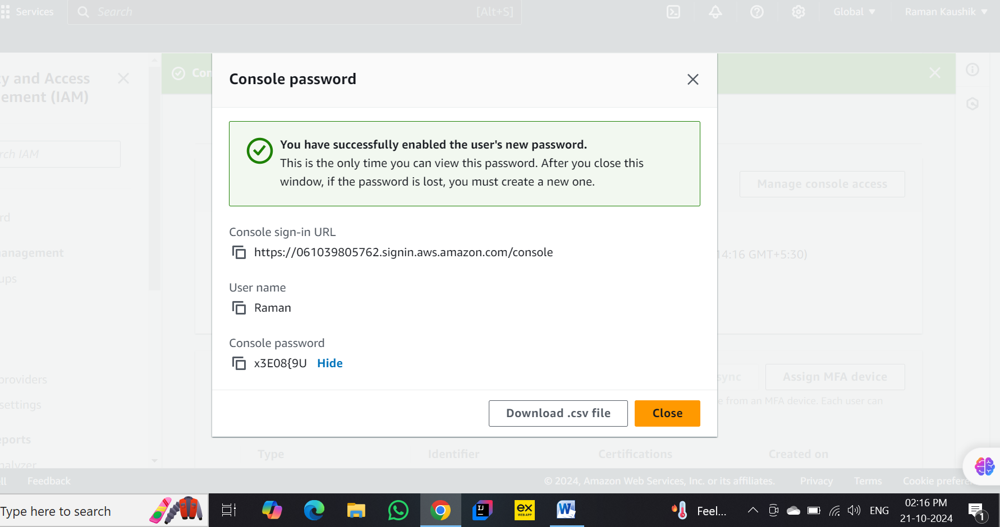 Services
Search
[Alt+S]
Global
Raman Kaushik
y and Access
ement (IAM)
rch IAM
rd
anagement
ups
providers
settings
eports
nalyzer
Con
Console password
You have successfully enabled the user's new password.
This is the only time you can view this password. After you close this
window, if the password is lost, you must create a new one.
Console sign-in URL
https://061039805762.signin.aws.amazon.com/console
User name
Raman
Console password
x3E08{9U Hide
Download .csv file
Close
Manage console access
14:16 GMT+5:30)
sync
Assign MFA device
e from an MFA device. Each user can
Type Identifier Certifications Created on
ll
Feedback
© 2024, Amazon Web Services, Inc. or its affiliates.
Privacy
Terms
Cookie prefere
Type here to search
IJ
ex
WEB APP
W
Feel...
ENG
02:16 PM
21-10-2024
1